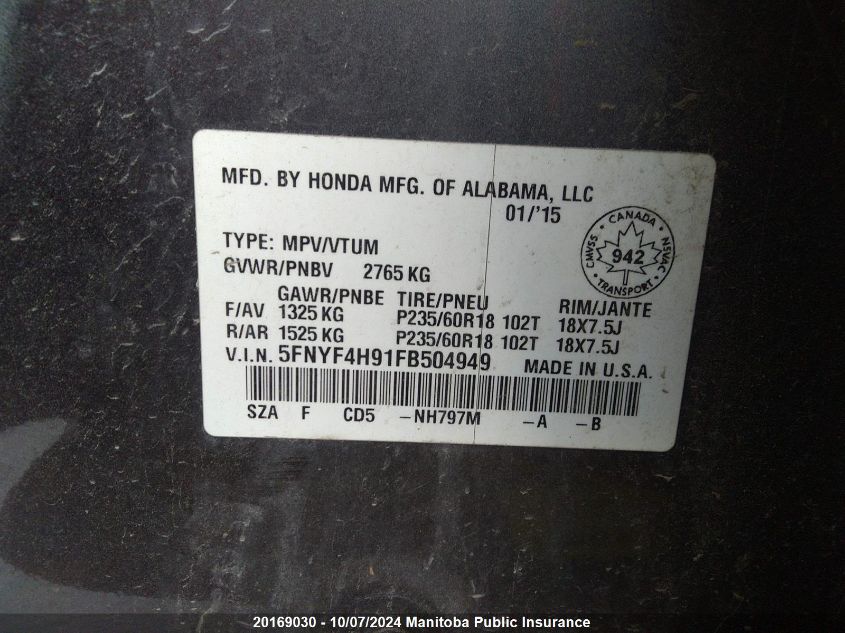 MFD. BY HONDA MFG. OF ALABAMA, LLC
01/'15
TYPE: MPV/VTUM
GVWR/PNBV 2765 KG
GAWR/PNBE TIRE/PNEU RIM/JANTE
F/AV 1325 KG P235/60R18 102T 18X7.5J
R/AR 1525 KG P235/60R18 102T 18X7.5J
V.I.N. 5FNYF4H91FB504949 MADE IN U.S.A.
SZA F CD5 -NH797M -A -B
CANADA
CMVSS 942 NSVAC
TRANSPORT
20169030 - 10/07/2024 Manitoba Public Insurance